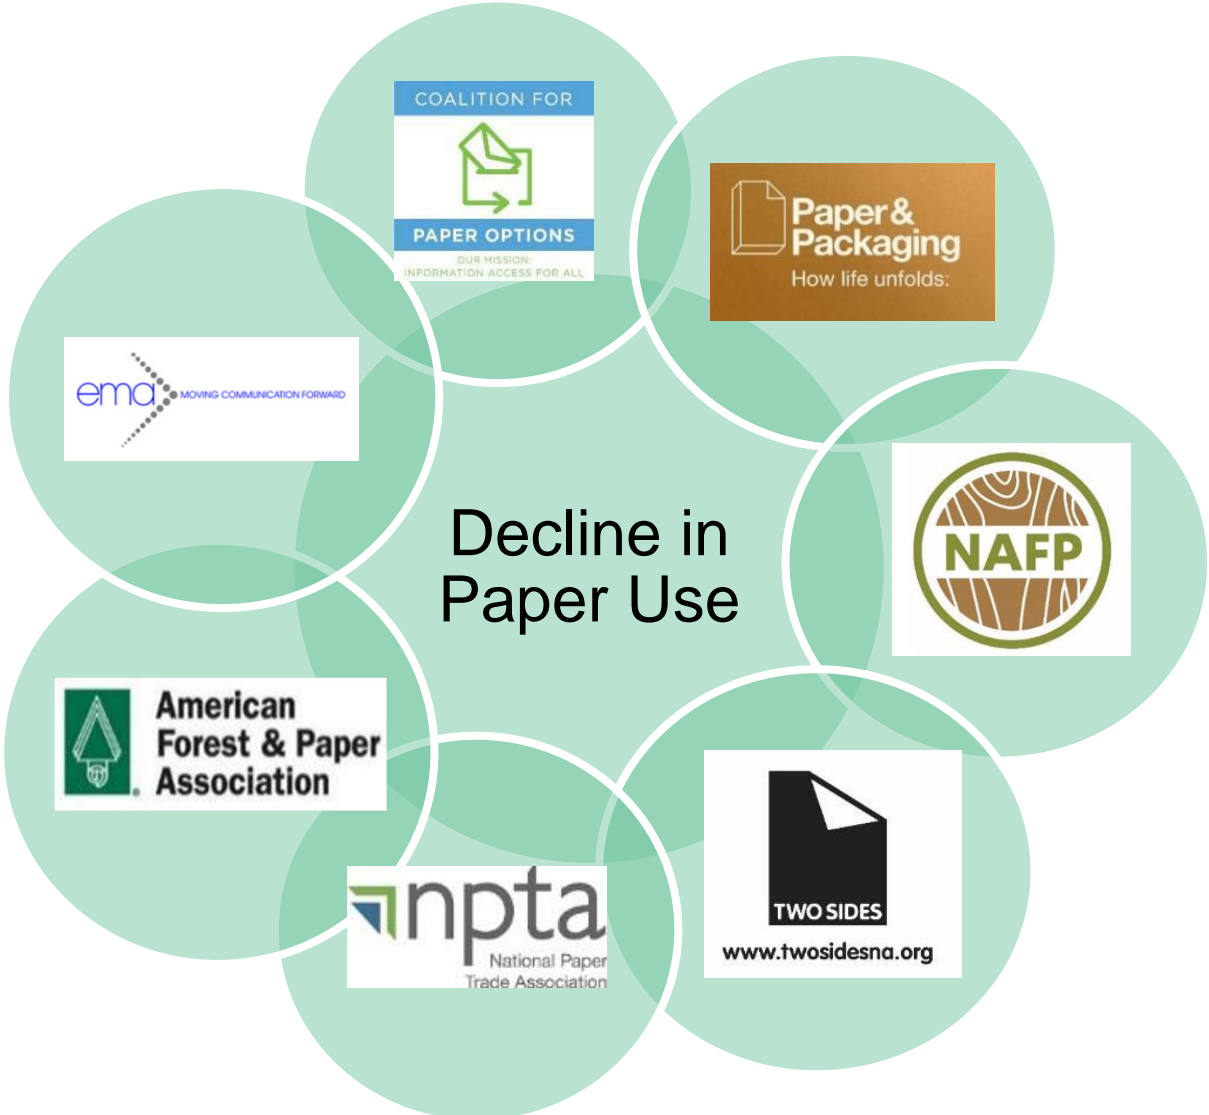 COALITION FOR
PAPER OPTIONS
OUR MISSION:
INFORMATION ACCESS FOR ALL
Paper &
Packaging
How life unfolds:
ema
MOVING COMMUNICATION FORWARD
NAFP
Decline in
Paper Use
American
Forest & Paper
Association
TWO SIDES
www.twosidesna.org
npta
National Paper
Trade Association